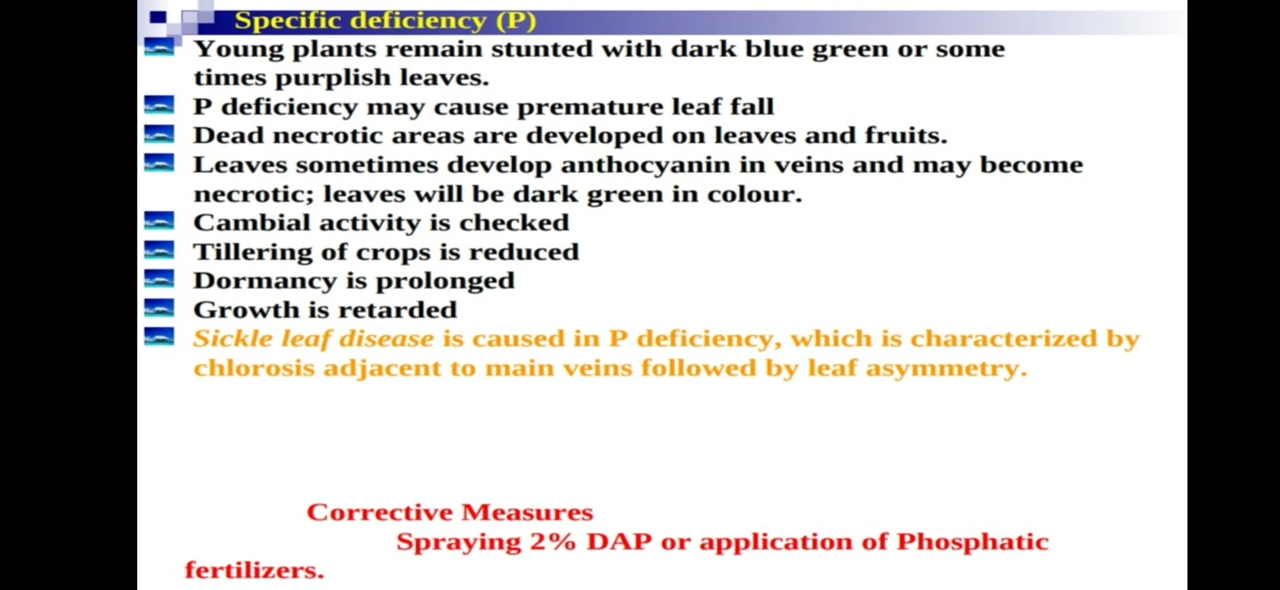 Specific deficiency (P)
Young plants remain stunted with dark blue green or some
times purplish leaves.
P deficiency may cause premature leaf fall
Dead necrotic areas are developed on leaves and fruits.
Leaves sometimes develop anthocyanin in veins and may become
necrotic; leaves will be dark green in colour.
Cambial activity is checked
Tillering of crops is reduced
Dormancy is prolonged
Growth is retarded
Sickle leaf disease is caused in P deficiency, which is characterized by
chlorosis adjacent to main veins followed by leaf asymmetry.
Corrective Measures
Spraying 2% DAP or application of Phosphatic
fertilizers.